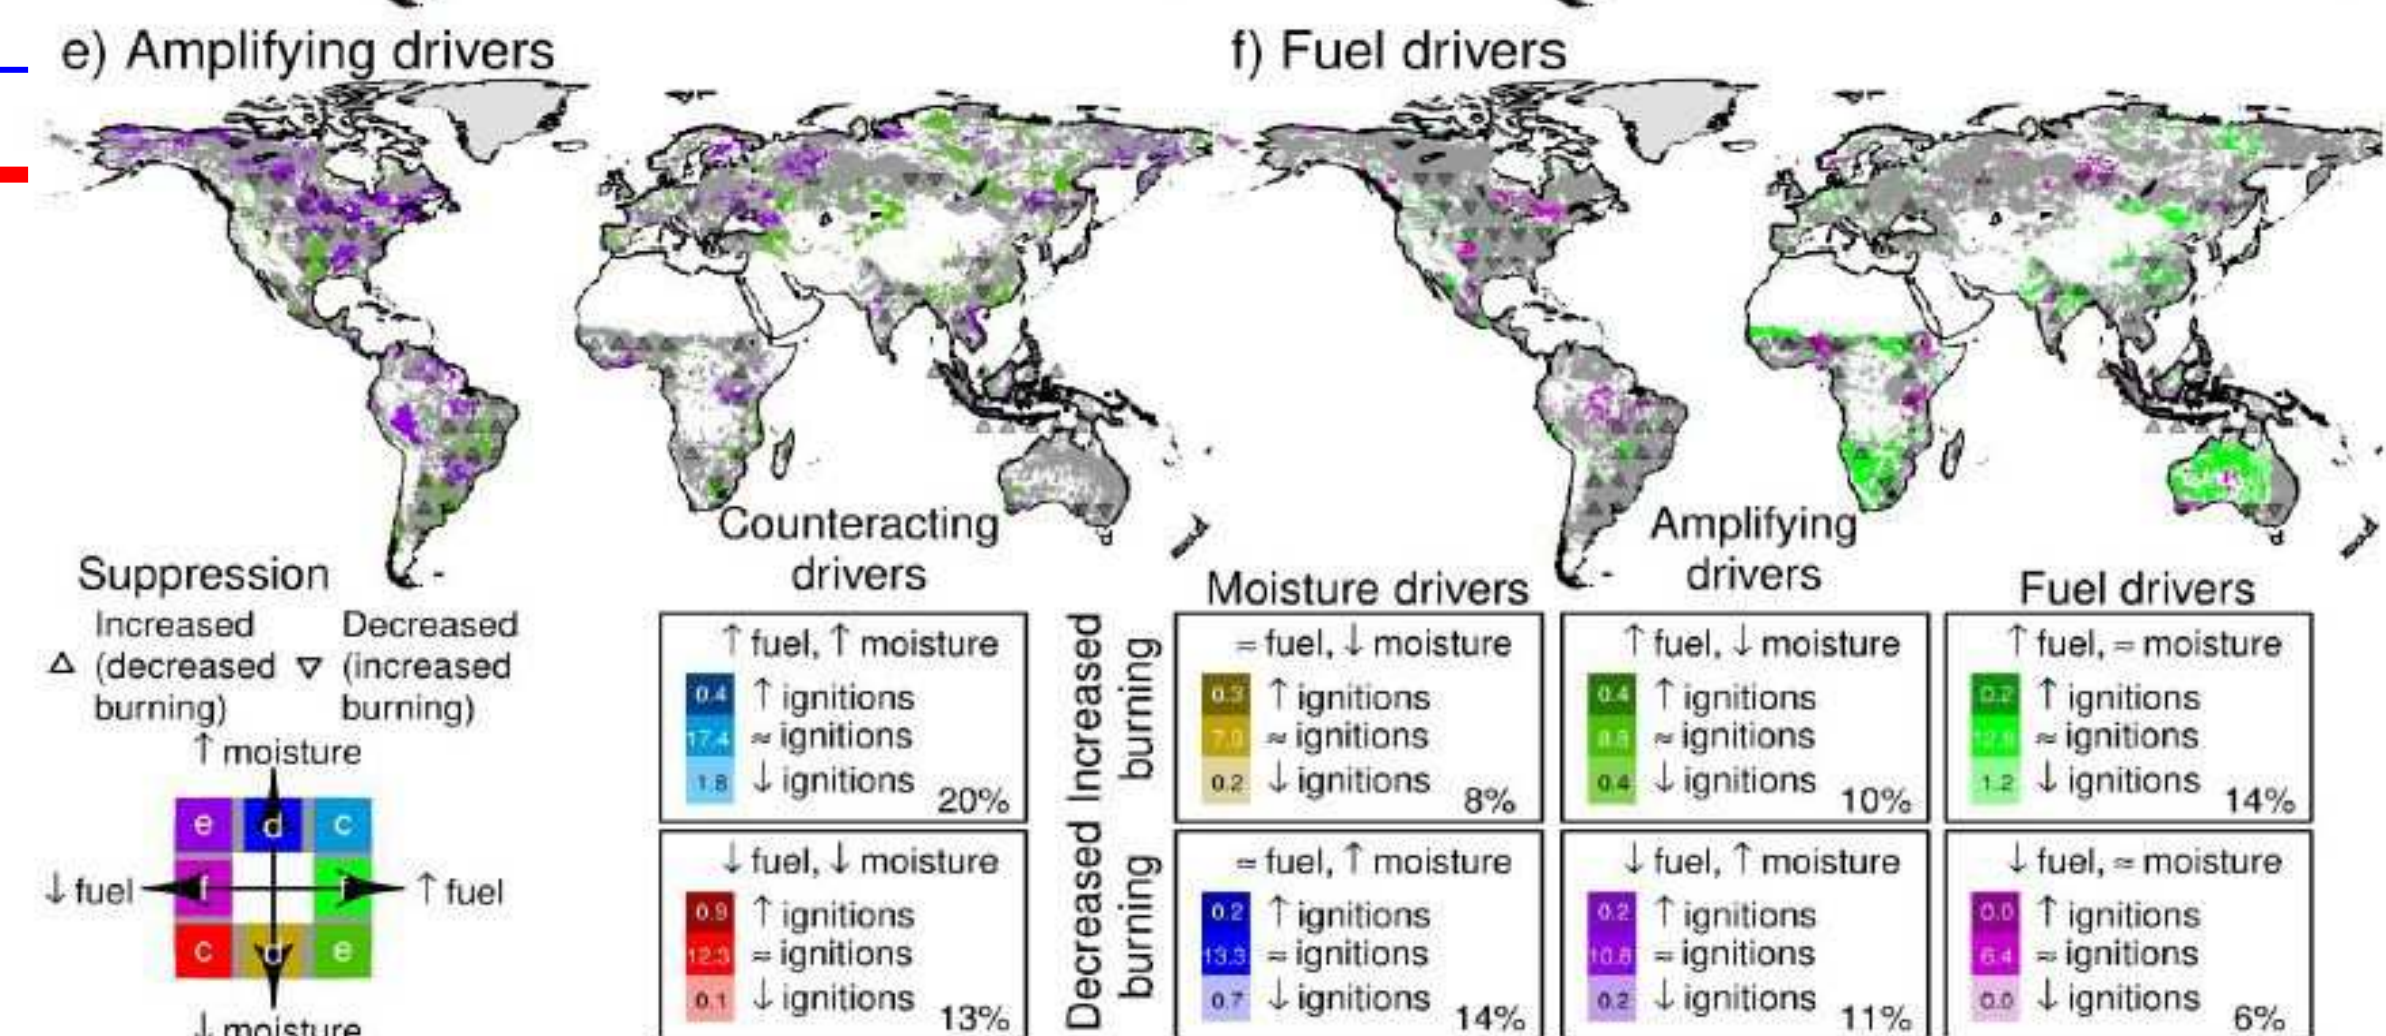 e) Amplifying drivers
f) Fuel drivers
Suppression
Increased
(decreased
burning)
Decreased
(increased
burning)
↑ moisture
e d c
f f
c d e
↓ fuel
↑ fuel
↓ moisture
Counteracting
drivers
↑ fuel, ↑ moisture
0.4 ↑ ignitions
17.4 ≈ ignitions
1.8 ↓ ignitions
20%
↓ fuel, ↓ moisture
0.9 ↑ ignitions
12.3 ≈ ignitions
0.1 ↓ ignitions
13%
Increased
burning
Decreased
burning
Moisture drivers
≈ fuel, ↓ moisture
0.3 ↑ ignitions
≈ ignitions
0.2 ↓ ignitions
8%
≈ fuel, ↑ moisture
0.2 ↑ ignitions
13.3 ≈ ignitions
0.7 ↓ ignitions
14%
Amplifying
drivers
↑ fuel, ↓ moisture
0.4 ↑ ignitions
≈ ignitions
0.4 ↓ ignitions
10%
↓ fuel, ↑ moisture
0.2 ↑ ignitions
10.8 ≈ ignitions
0.2 ↓ ignitions
11%
Fuel drivers
↑ fuel, ≈ moisture
0.2 ↑ ignitions
≈ ignitions
1.2 ↓ ignitions
14%
↓ fuel, ≈ moisture
0.0 ↑ ignitions
6.4 ≈ ignitions
0.0 ↓ ignitions
6%